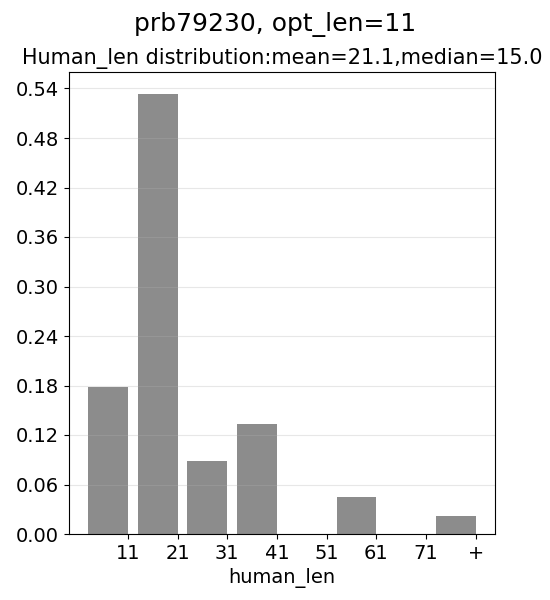 prb79230, opt_len=11
Human_len distribution:mean=21.1,median=15.0
0.54
0.48
0.42
0.36
0.30
0.24
0.18
0.12
0.06
0.00
11 21 31 41 51 61 71 +
human_len